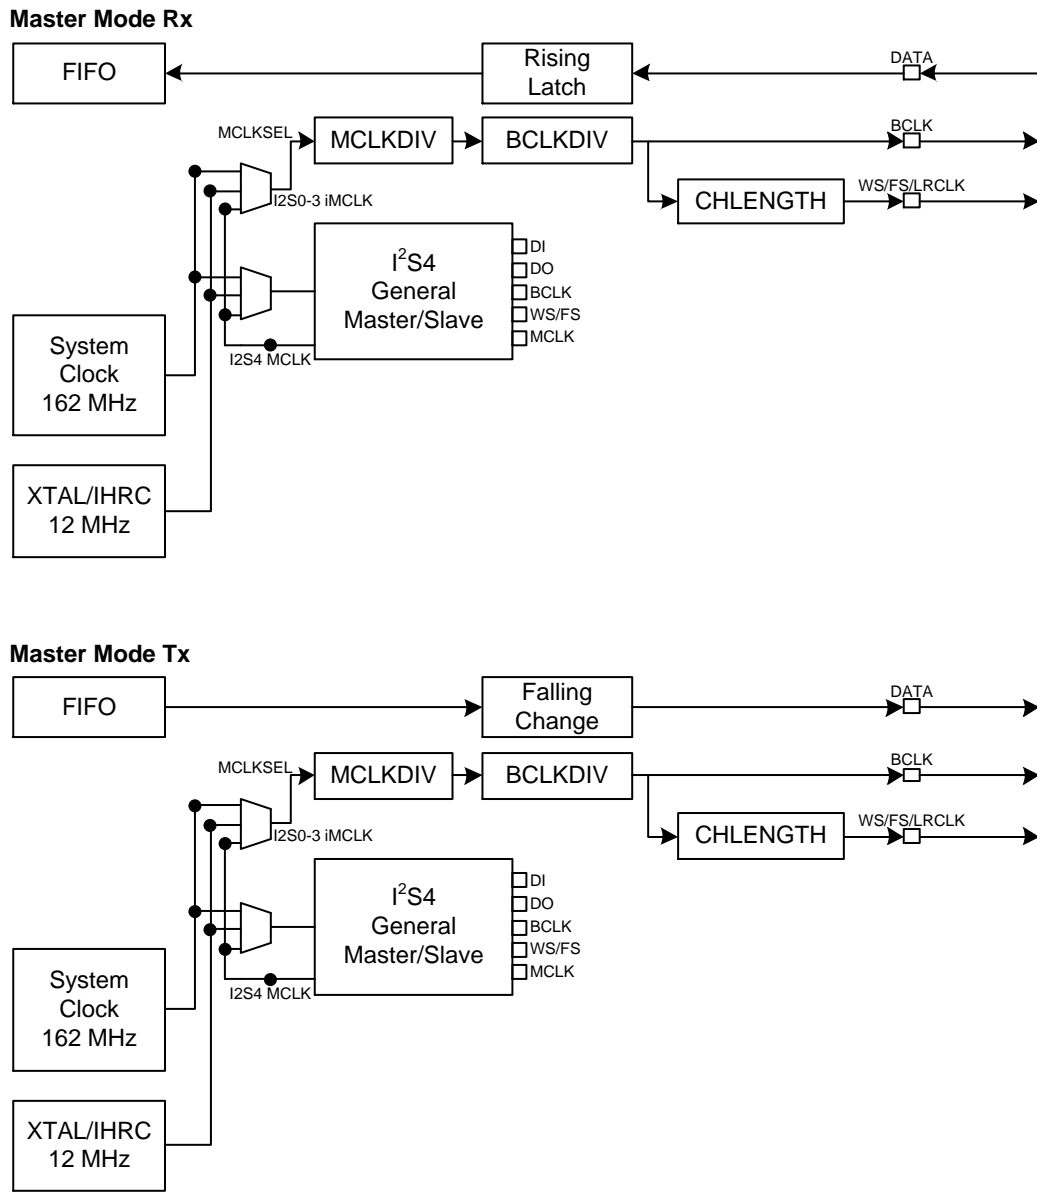 Master Mode Rx
FIFO
Rising
Latch
DATA
MCLKSEL
MCLKDIV
BCLKDIV
BCLK
I2S0-3 iMCLK
CHLENGTH
WS/FS/LRCLK
I²S4
General
Master/Slave
DI
DO
BCLK
WS/FS
MCLK
I2S4 MCLK
System
Clock
162 MHz
XTAL/IHRC
12 MHz
Master Mode Tx
FIFO
Falling
Change
DATA
MCLKSEL
MCLKDIV
BCLKDIV
BCLK
I2S0-3 iMCLK
CHLENGTH
WS/FS/LRCLK
I²S4
General
Master/Slave
DI
DO
BCLK
WS/FS
MCLK
I2S4 MCLK
System
Clock
162 MHz
XTAL/IHRC
12 MHz